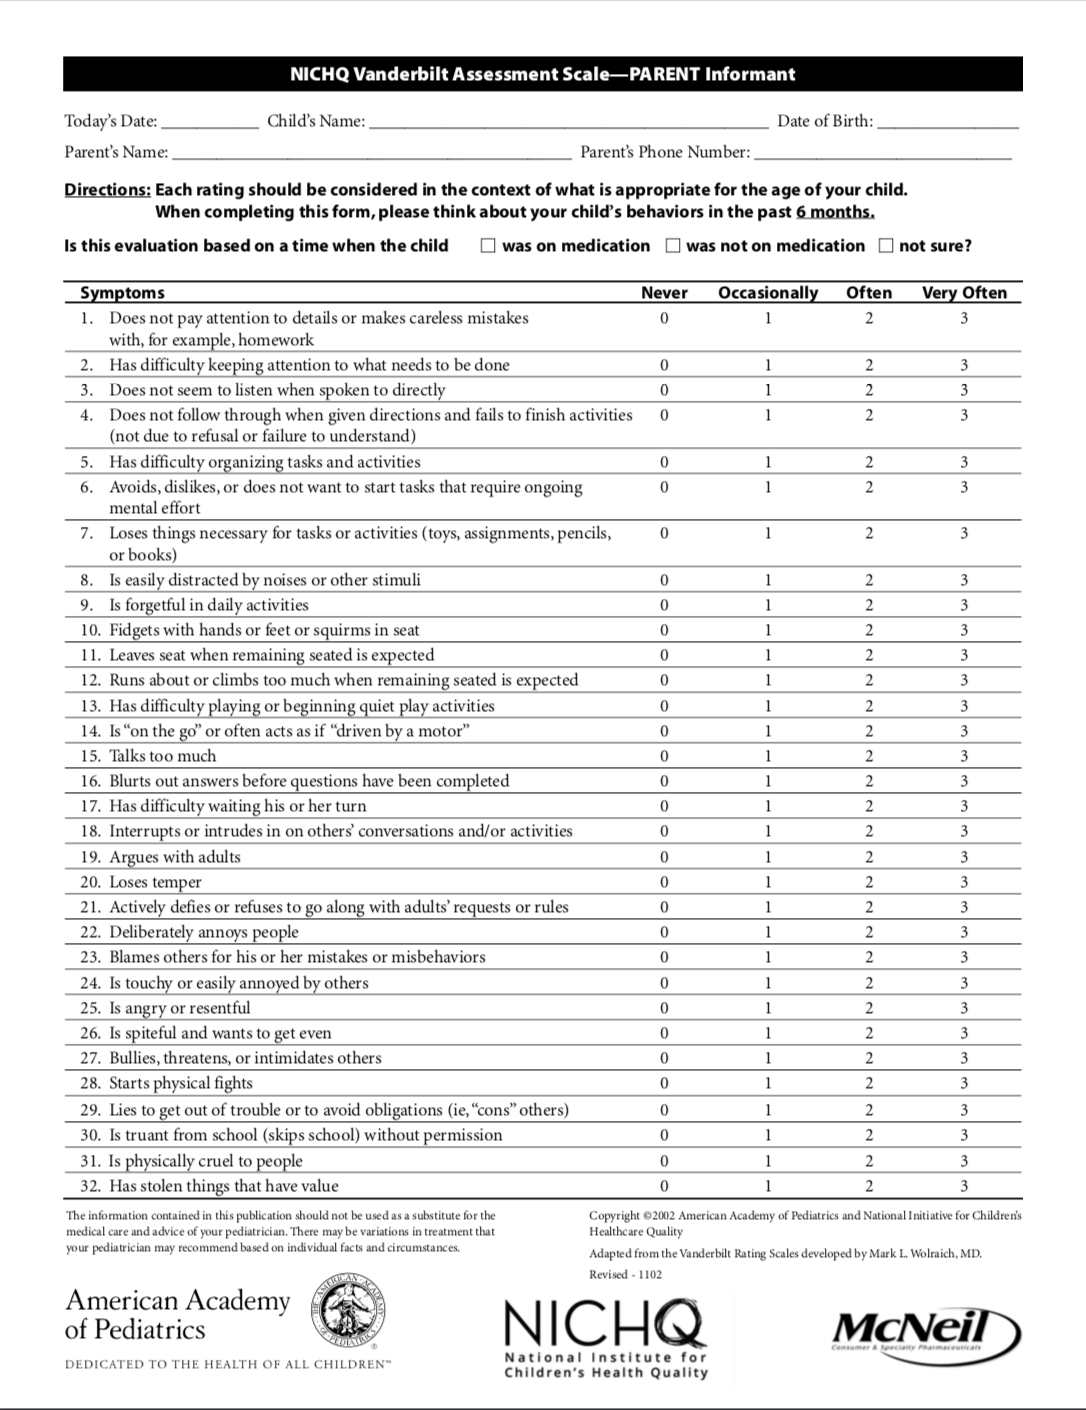 NICHQ Vanderbilt Assessment Scale—PARENT Informant
Today’s Date: ___________ Child’s Name: _____________________________________________ Date of Birth: ________________
Parent’s Name: _____________________________________________ Parent’s Phone Number: _____________________________
Directions: Each rating should be considered in the context of what is appropriate for the age of your child.
When completing this form, please think about your child’s behaviors in the past 6 months.
Is this evaluation based on a time when the child ☐ was on medication ☐ was not on medication ☐ not sure?
Symptoms Never Occasionally Often Very Often
1. Does not pay attention to details or makes careless mistakes 0 1 2 3
with, for example, homework
2. Has difficulty keeping attention to what needs to be done 0 1 2 3
3. Does not seem to listen when spoken to directly 0 1 2 3
4. Does not follow through when given directions and fails to finish activities 0 1 2 3
(not due to refusal or failure to understand)
5. Has difficulty organizing tasks and activities 0 1 2 3
6. Avoids, dislikes, or does not want to start tasks that require ongoing 0 1 2 3
mental effort
7. Loses things necessary for tasks or activities (toys, assignments, pencils, 0 1 2 3
or books)
8. Is easily distracted by noises or other stimuli 0 1 2 3
9. Is forgetful in daily activities 0 1 2 3
10. Fidgets with hands or feet or squirms in seat 0 1 2 3
11. Leaves seat when remaining seated is expected 0 1 2 3
12. Runs about or climbs too much when remaining seated is expected 0 1 2 3
13. Has difficulty playing or beginning quiet play activities 0 1 2 3
14. Is “on the go” or often acts as if “driven by a motor” 0 1 2 3
15. Talks too much 0 1 2 3
16. Blurts out answers before questions have been completed 0 1 2 3
17. Has difficulty waiting his or her turn 0 1 2 3
18. Interrupts or intrudes in on others’ conversations and/or activities 0 1 2 3
19. Argues with adults 0 1 2 3
20. Loses temper 0 1 2 3
21. Actively defies or refuses to go along with adults’ requests or rules 0 1 2 3
22. Deliberately annoys people 0 1 2 3
23. Blames others for his or her mistakes or misbehaviors 0 1 2 3
24. Is touchy or easily annoyed by others 0 1 2 3
25. Is angry or resentful 0 1 2 3
26. Is spiteful and wants to get even 0 1 2 3
27. Bullies, threatens, or intimidates others 0 1 2 3
28. Starts physical fights 0 1 2 3
29. Lies to get out of trouble or to avoid obligations (ie, “cons” others) 0 1 2 3
30. Is truant from school (skips school) without permission 0 1 2 3
31. Is physically cruel to people 0 1 2 3
32. Has stolen things that have value 0 1 2 3
The information contained in this publication should not be used as a substitute for the
medical care and advice of your pediatrician. There may be variations in treatment that
your pediatrician may recommend based on individual facts and circumstances.
Copyright ©2002 American Academy of Pediatrics and National Initiative for Children’s
Healthcare Quality
Adapted from the Vanderbilt Rating Scales developed by Mark L. Wolraich, MD.
Revised - 1102
American Academy
of Pediatrics
DEDICATED TO THE HEALTH OF ALL CHILDREN™
THE AMERICAN ACADEMY OF PEDIATRICS
®
NICHQ
National Institute for
Children’s Health Quality
McNeil
Consumer & Specialty Pharmaceuticals